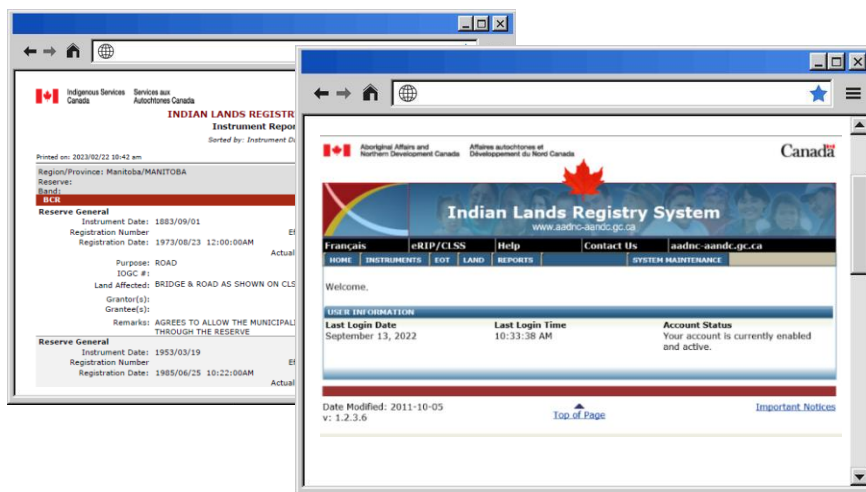 Indigenous Services Services aux
Canada Autochtones Canada
INDIAN LANDS REGISTR
Instrument Repor
Sorted by: Instrument D
Printed on: 2023/02/22 10:42 am
Region/Province: Manitoba/MANITOBA
Reserve:
Band:
BCR
Reserve General
Instrument Date: 1883/09/01
Registration Number
Registration Date: 1973/08/23 12:00:00AM
Actual
Purpose: ROAD
IOGC #:
Land Affected: BRIDGE & ROAD AS SHOWN ON CLS
Grantor(s):
Grantee(s):
Remarks: AGREES TO ALLOW THE MUNICIPAL
THROUGH THE RESERVE
Reserve General
Instrument Date: 1953/03/19
Registration Number
Registration Date: 1985/06/25 10:22:00AM
Actual
Aboriginal Affairs and Affaires autochtones et
Northern Development Canada Développement du Nord Canada
Canada
Indian Lands Registry System
www.aadnc-aandc.gc.ca
Français eRIP/CLSS Help Contact Us aadnc-aandc.gc.ca
HOME INSTRUMENTS EOT LAND REPORTS SYSTEM MAINTENANCE
Welcome.
USER INFORMATION
Last Login Date Last Login Time Account Status
September 13, 2022 10:33:38 AM Your account is currently enabled
and active.
Date Modified: 2011-10-05 Important Notices
v: 1.2.3.6 Top of Page